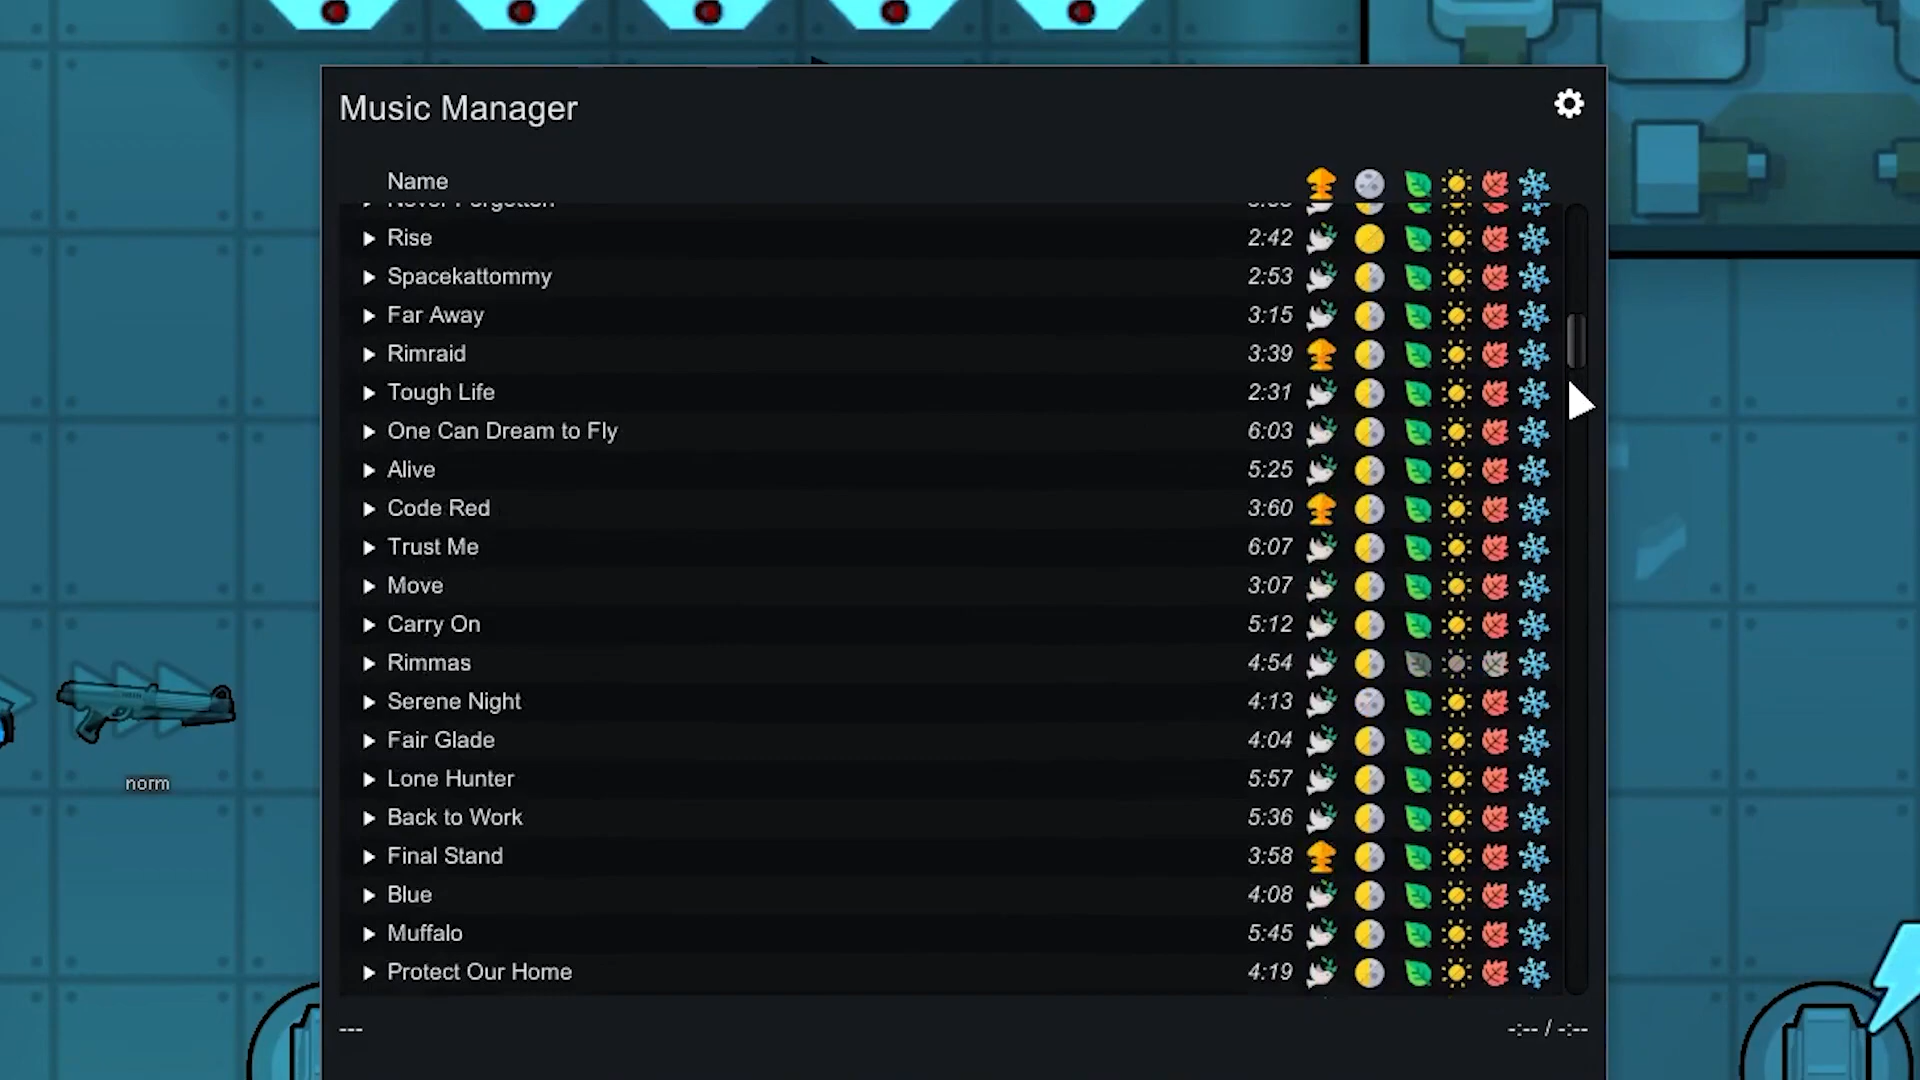 Music Manager
Name
Never Forgotten
Rise 2:42
Spacekattommy 2:53
Far Away 3:15
Rimraid 3:39
Tough Life 2:31
One Can Dream to Fly 6:03
Alive 5:25
Code Red 3:60
Trust Me 6:07
Move 3:07
Carry On 5:12
Rimmas 4:54
Serene Night 4:13
Fair Glade 4:04
Lone Hunter 5:57
Back to Work 5:36
Final Stand 3:58
Blue 4:08
Muffalo 5:45
Protect Our Home 4:19
--- -:-- / -:--
norm